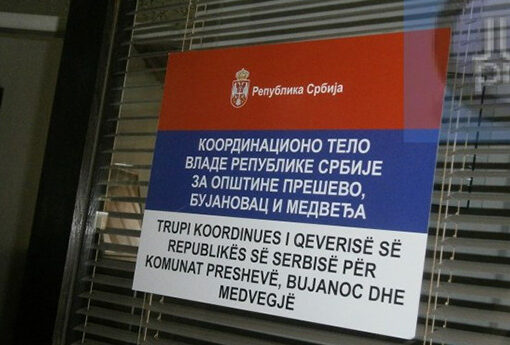 Република Србија
КООРДИНАЦИОНО ТЕЛО
ВЛАДЕ РЕПУБЛИКЕ СРБИЈЕ
ЗА ОПШТИНЕ ПРЕШЕВО,
БУЈАНОВАЦ И МЕДВЕЂА
TRUPI KOORDINUES I QEVERISË SË
REPUBLIKËS SË SERBISË PËR
KOMUNAT PRESHEVË, BUJANOC DHE
MEDVEGJË